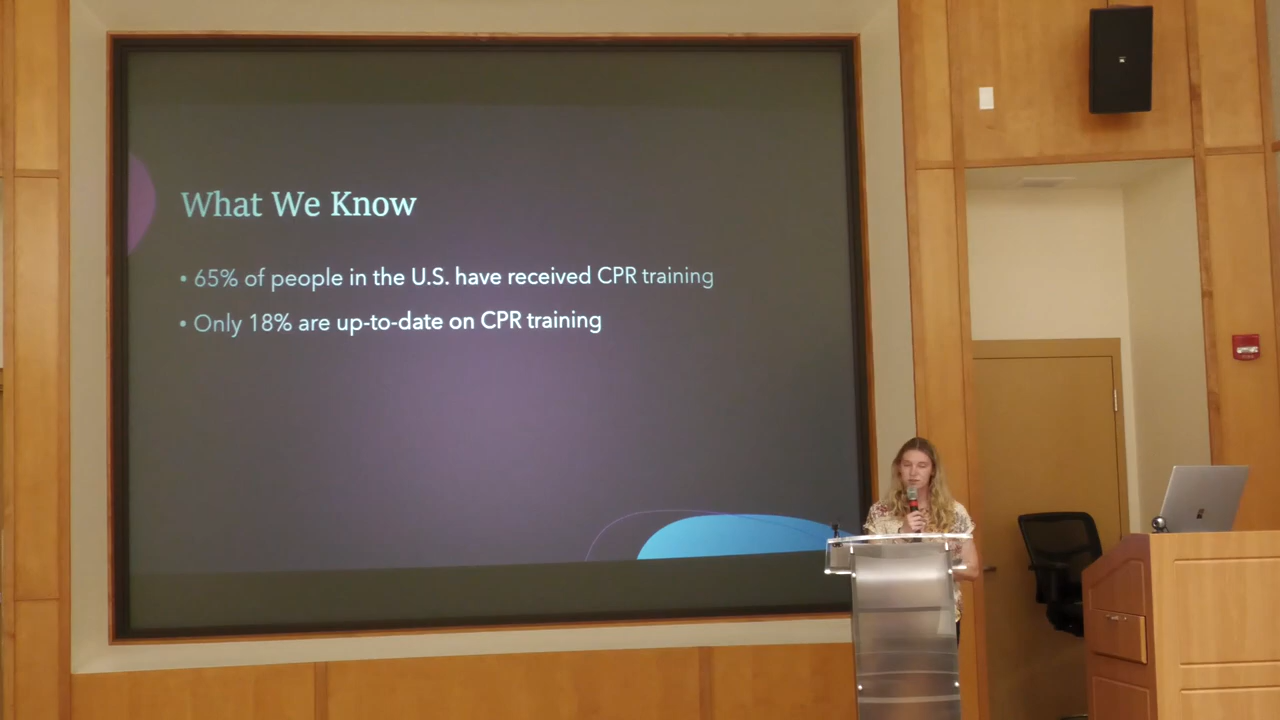 What We Know
• 65% of people in the U.S. have received CPR training
• Only 18% are up-to-date on CPR training